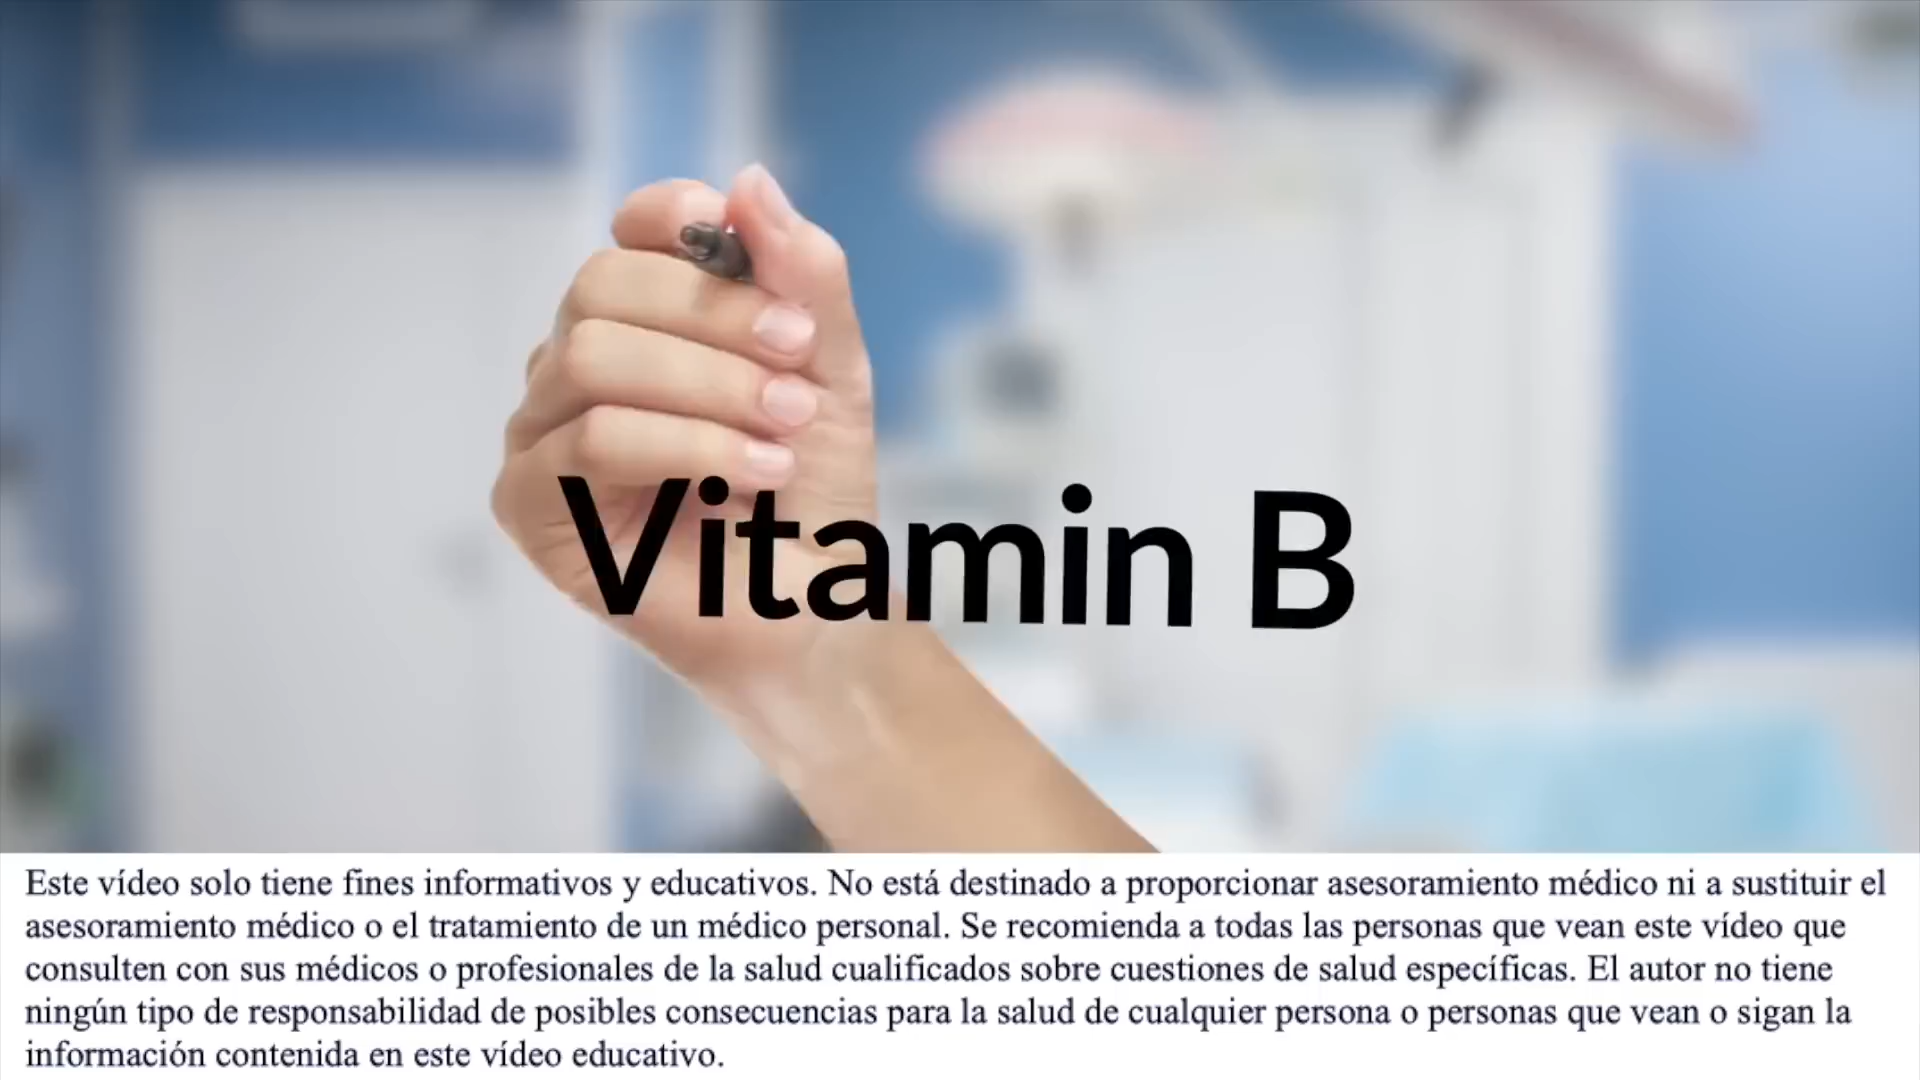 Vitamin B
Este vídeo solo tiene fines informativos y educativos. No está destinado a proporcionar asesoramiento médico ni a sustituir el
asesoramiento médico o el tratamiento de un médico personal. Se recomienda a todas las personas que vean este vídeo que
consulten con sus médicos o profesionales de la salud cualificados sobre cuestiones de salud específicas. El autor no tiene
ningún tipo de responsabilidad de posibles consecuencias para la salud de cualquier persona o personas que vean o sigan la
información contenida en este vídeo educativo.